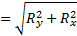 = √(R_y^2 + R_x^2)